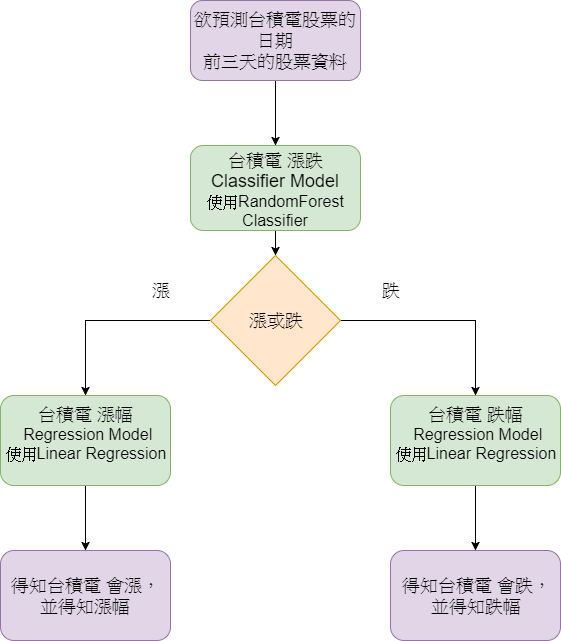 欲預測台積電股票的
日期
前三天的股票資料
台積電 漲跌
Classifier Model
使用RandomForest
Classifier
漲
跌
漲或跌
台積電 漲幅
Regression Model
使用Linear Regression
台積電 跌幅
Regression Model
使用Linear Regression
得知台積電 會漲，
並得知漲幅
得知台積電 會跌，
並得知跌幅